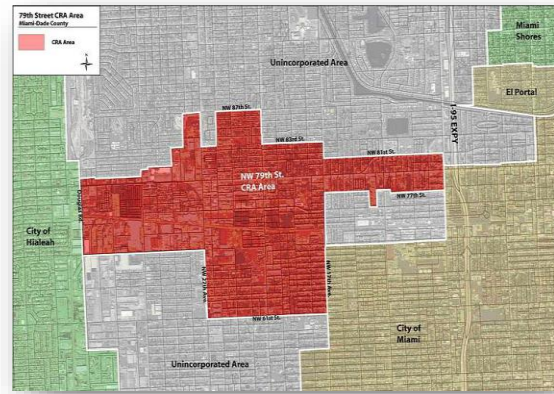 79th Street CRA Area
Miami-Dade County
CRA Area
N
Miami
Shores
Unincorporated Area
El Portal
I-95 EXPY
NW 87th St.
NW 83rd St.
NW 81st St.
NW 79th St.
CRA Area
NW 77th St.
City of
Hialeah
NW 27th Ave.
NW 17th Ave.
NW 61st St.
City of
Miami
Unincorporated Area